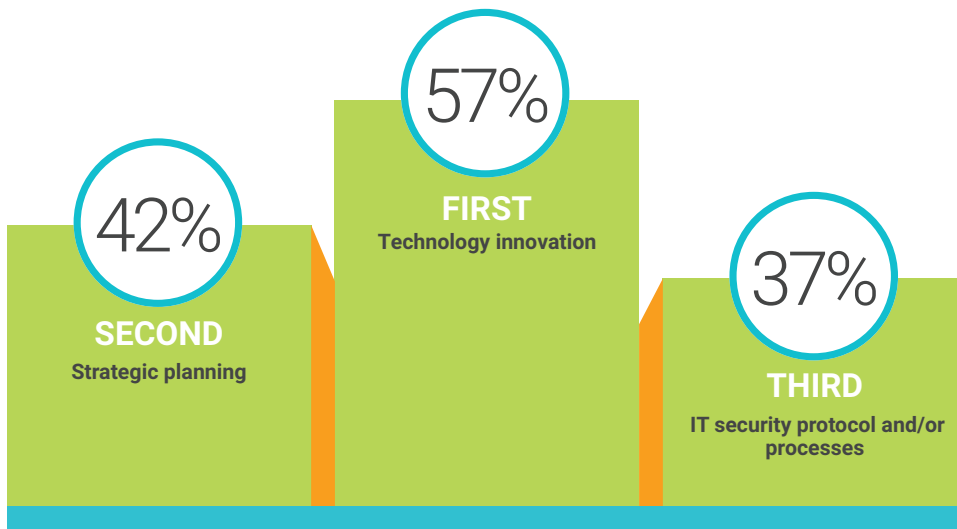 57%
FIRST
Technology innovation
42%
SECOND
Strategic planning
37%
THIRD
IT security protocol and/or
processes